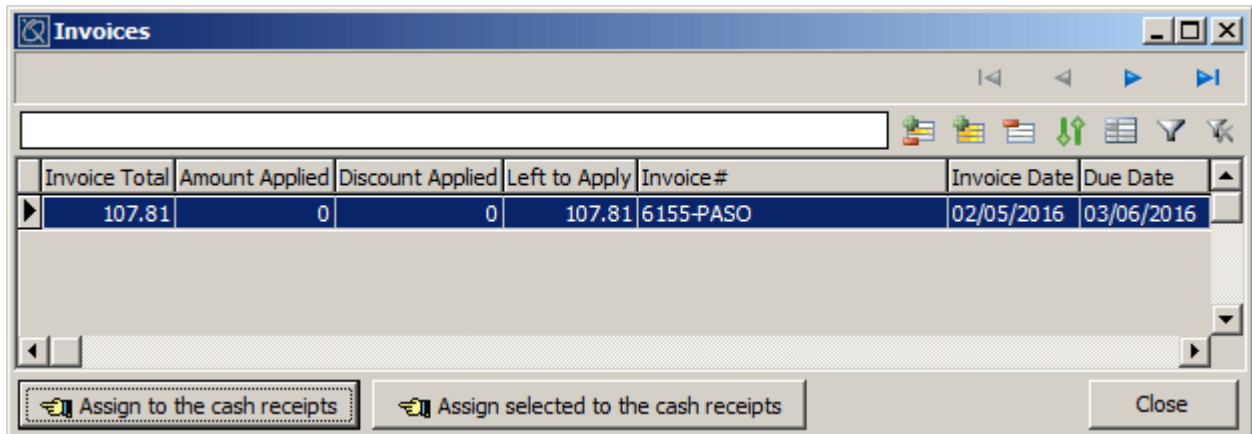 Invoices
Invoice Total Amount Applied Discount Applied Left to Apply Invoice# Invoice Date Due Date
107.81 0 0 107.81 6155-PASO 02/05/2016 03/06/2016
Assign to the cash receipts Assign selected to the cash receipts Close